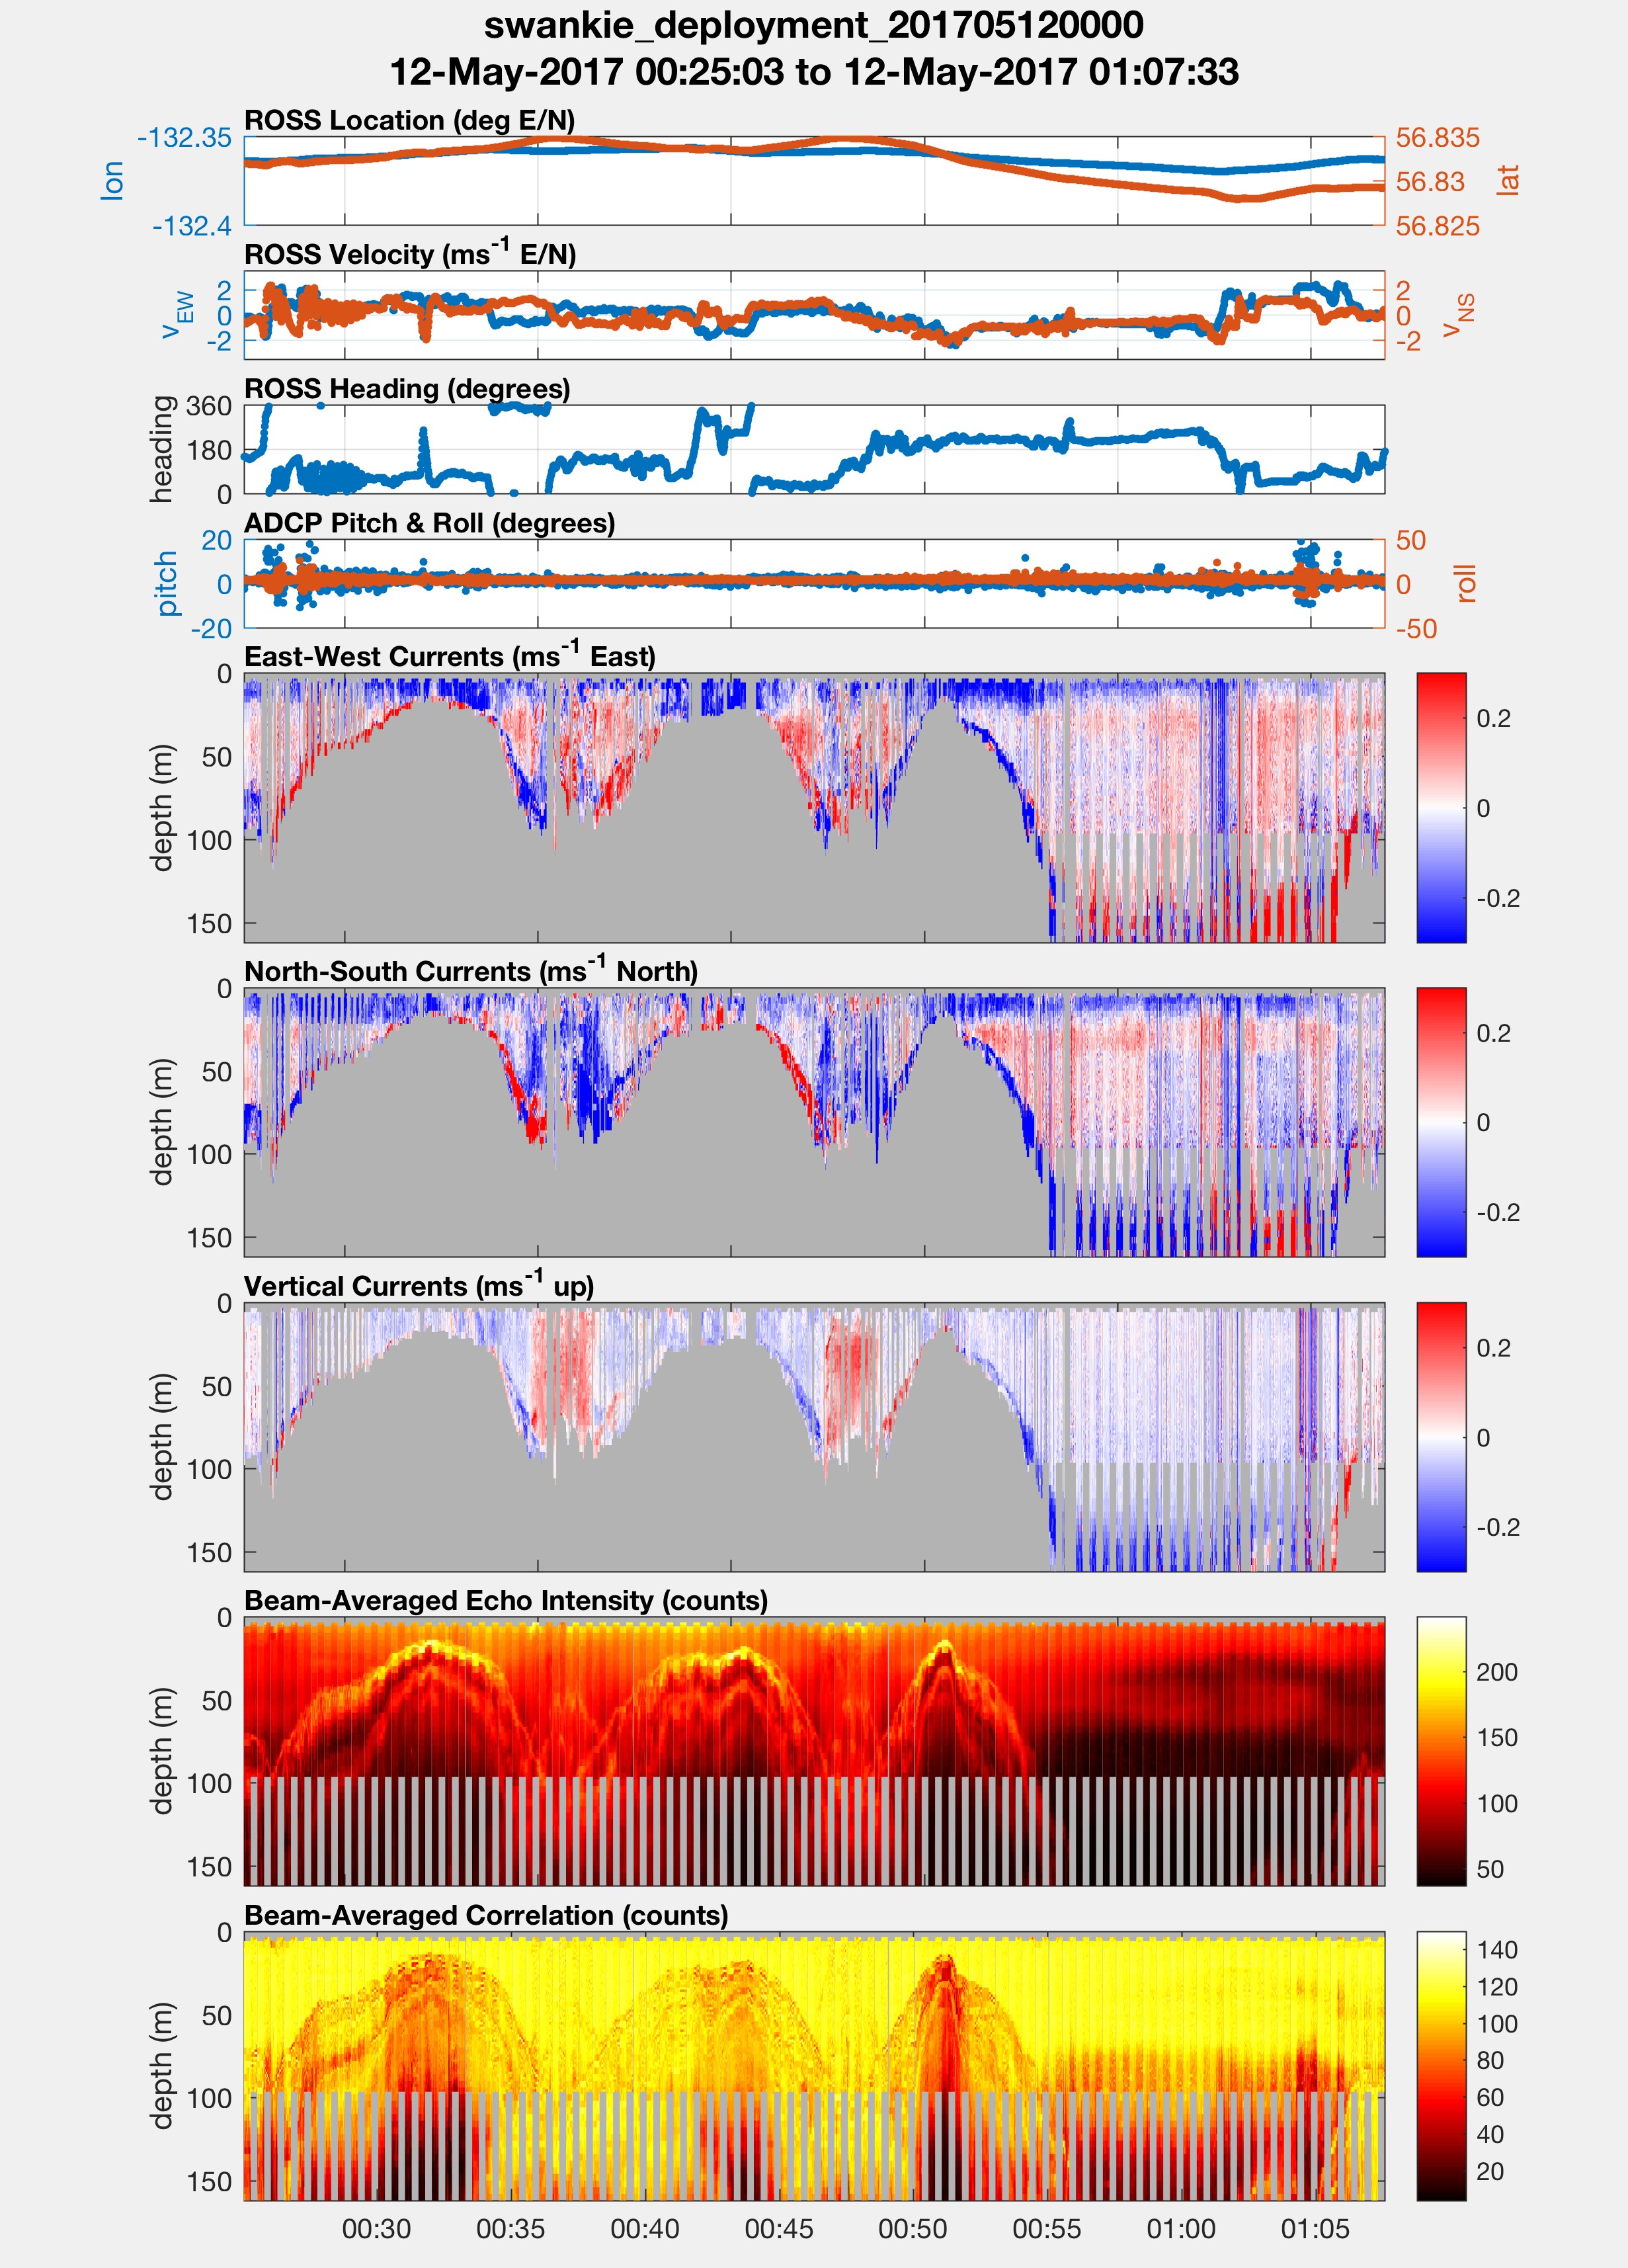 swankie_deployment_201705120000
12-May-2017 00:25:03 to 12-May-2017 01:07:33
ROSS Location (deg E/N)
-132.35
-132.4
lon
56.835
56.83
56.825
lat
ROSS Velocity (ms-1 E/N)
2
0
-2
vEW
2
0
-2
vNS
ROSS Heading (degrees)
360
180
0
heading
ADCP Pitch & Roll (degrees)
20
0
-20
pitch
50
0
-50
roll
East-West Currents (ms-1 East)
0
50
100
150
depth (m)
0.2
0
-0.2
North-South Currents (ms-1 North)
0
50
100
150
depth (m)
0.2
0
-0.2
Vertical Currents (ms-1 up)
0
50
100
150
depth (m)
0.2
0
-0.2
Beam-Averaged Echo Intensity (counts)
0
50
100
150
depth (m)
200
150
100
50
Beam-Averaged Correlation (counts)
0
50
100
150
depth (m)
140
120
100
80
60
40
20
00:30 00:35 00:40 00:45 00:50 00:55 01:00 01:05